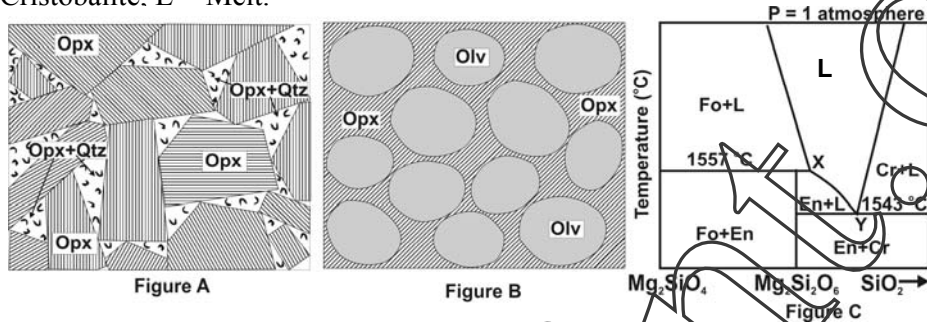 Cristobalite, L = Melt.
P = 1 atmosphere
Opx
Opx+Qtz
Opx+Qtz
Opx
Opx
Figure A
Olv
Opx
Opx
Olv
Figure B
Temperature (°C)
L
Fo+L
1557 °C
X
Cr+L
En+L
1543 °C
Y
Fo+En
En+Cr
Mg₂SiO₄
Mg₂Si₂O₆
SiO₂
Figure C